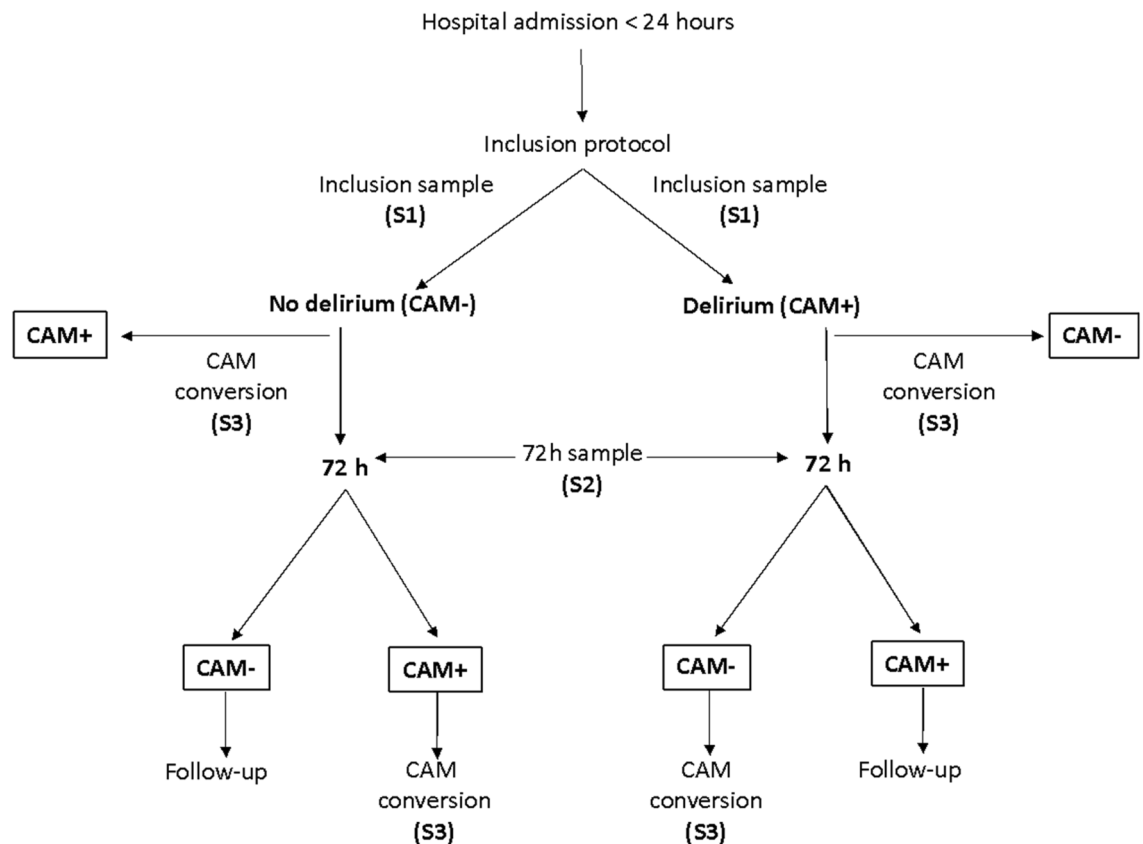 Hospital admission < 24 hours
Inclusion protocol
Inclusion sample
(S1)
Inclusion sample
(S1)
No delirium (CAM-)
Delirium (CAM+)
CAM+
CAM
conversion
(S3)
CAM-
CAM
conversion
(S3)
72 h
72h sample
(S2)
72 h
CAM-
CAM+
CAM-
CAM+
Follow-up
CAM
conversion
(S3)
CAM
conversion
(S3)
Follow-up